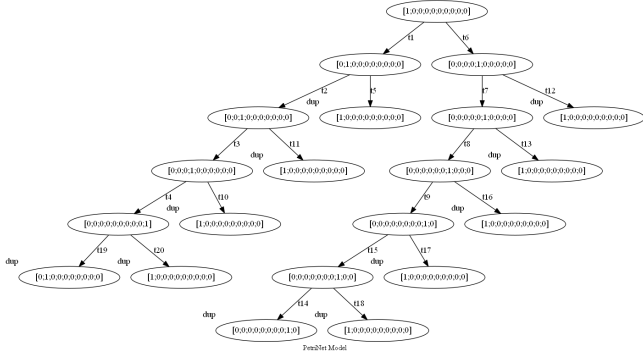 [1;0;0;0;0;0;0;0;0;0]
t1 t6
[0;1;0;0;0;0;0;0;0;0] [0;0;0;0;1;0;0;0;0;0]
t2 dup t5 t7 dup t12
[0;0;1;0;0;0;0;0;0;0] [1;0;0;0;0;0;0;0;0;0] [0;0;0;0;0;1;0;0;0;0] [1;0;0;0;0;0;0;0;0;0]
t3 dup t11 t8 dup t13
[0;0;0;1;0;0;0;0;0;0] [1;0;0;0;0;0;0;0;0;0] [0;0;0;0;0;0;1;0;0;0] [1;0;0;0;0;0;0;0;0;0]
t4 dup t10 t9 dup t16
[0;0;0;0;0;0;0;0;0;1] [1;0;0;0;0;0;0;0;0;0] [0;0;0;0;0;0;0;0;1;0] [1;0;0;0;0;0;0;0;0;0]
dup t19 dup t20 t15 dup t17
[0;1;0;0;0;0;0;0;0;0] [1;0;0;0;0;0;0;0;0;0] [0;0;0;0;0;0;0;1;0;0] [1;0;0;0;0;0;0;0;0;0]
dup t14 dup t18
[0;0;0;0;0;0;0;0;1;0] [1;0;0;0;0;0;0;0;0;0]
PetriNet Model